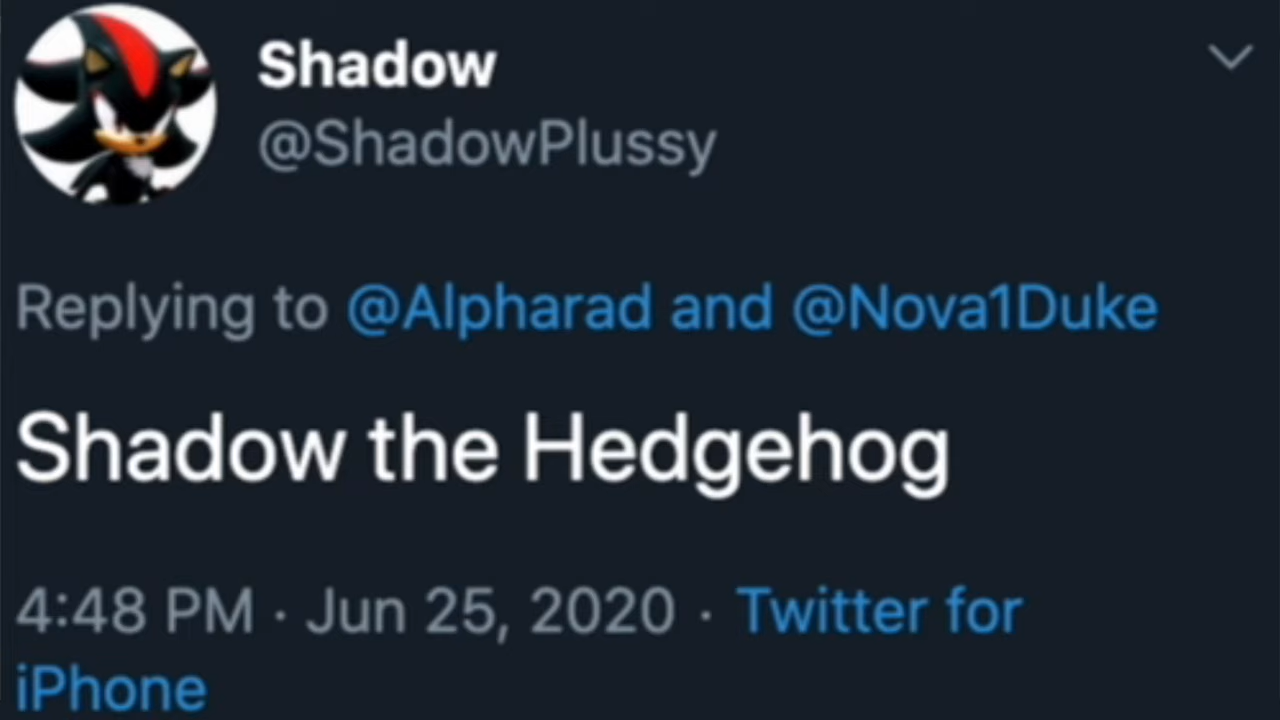 Shadow
@ShadowPlussy
Replying to @Alpharad and @Nova1Duke
Shadow the Hedgehog
4:48 PM · Jun 25, 2020 · Twitter for
iPhone